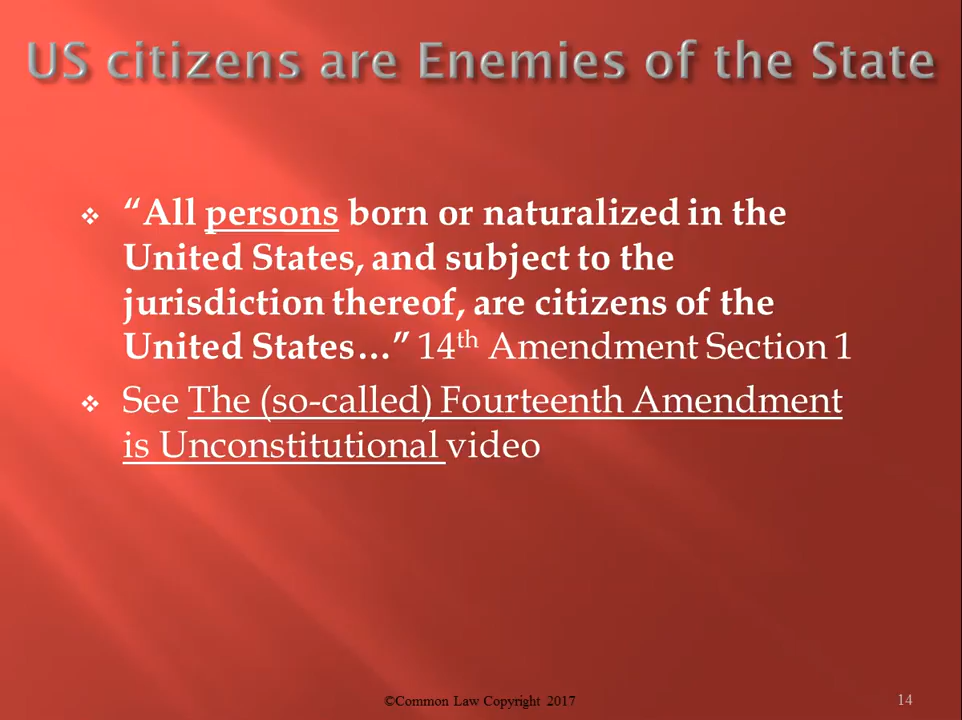 US citizens are Enemies of the State
❖ “All persons born or naturalized in the
United States, and subject to the
jurisdiction thereof, are citizens of the
United States…” 14th Amendment Section 1
❖ See The (so-called) Fourteenth Amendment
is Unconstitutional video
©Common Law Copyright 2017
14